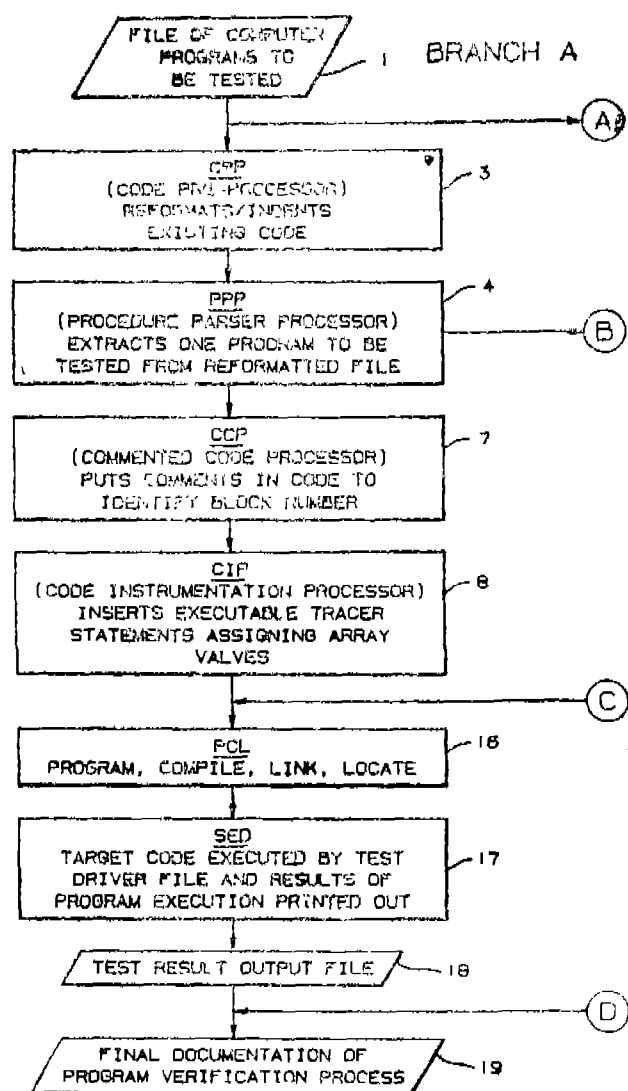 FILE OF COMPUTER
PROGRAMS TO
BE TESTED
1
BRANCH A
A
CPP
(CODE PRE-PROCESSOR)
REFORMATS/INDENTS
EXISTING CODE
3
PPP
(PROCEDURE PARSER PROCESSOR)
EXTRACTS ONE PROGRAM TO BE
TESTED FROM REFORMATTED FILE
4
B
CCP
(COMMENTED CODE PROCESSOR)
PUTS COMMENTS IN CODE TO
IDENTIFY BLOCK NUMBER
7
CIP
(CODE INSTRUMENTATION PROCESSOR)
INSERTS EXECUTABLE TRACER
STATEMENTS ASSIGNING ARRAY
VALVES
8
C
PCL
PROGRAM, COMPILE, LINK, LOCATE
16
SED
TARGET CODE EXECUTED BY TEST
DRIVER FILE AND RESULTS OF
PROGRAM EXECUTION PRINTED OUT
17
TEST RESULT OUTPUT FILE
18
D
FINAL DOCUMENTATION OF
PROGRAM VERIFICATION PROCESS
19